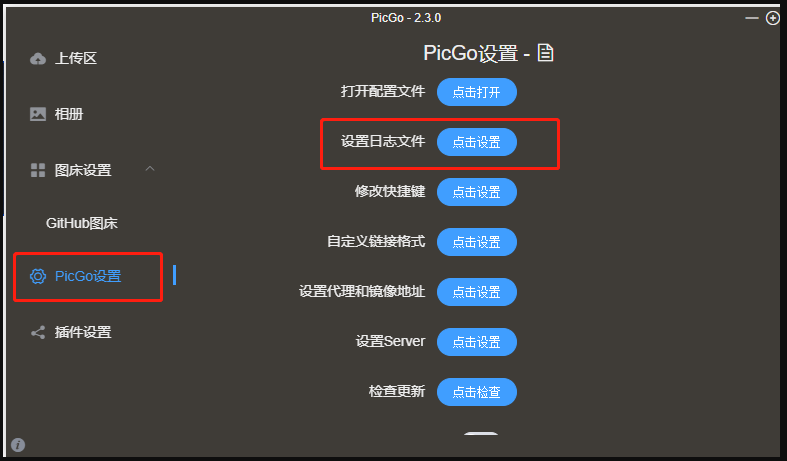 PicGo - 2.3.0
上传区
相册
图床设置
GitHub图床
PicGo设置
插件设置
PicGo设置 -
打开配置文件 点击打开
设置日志文件 点击设置
修改快捷键 点击设置
自定义链接格式 点击设置
设置代理和镜像地址 点击设置
设置Server 点击设置
检查更新 点击检查